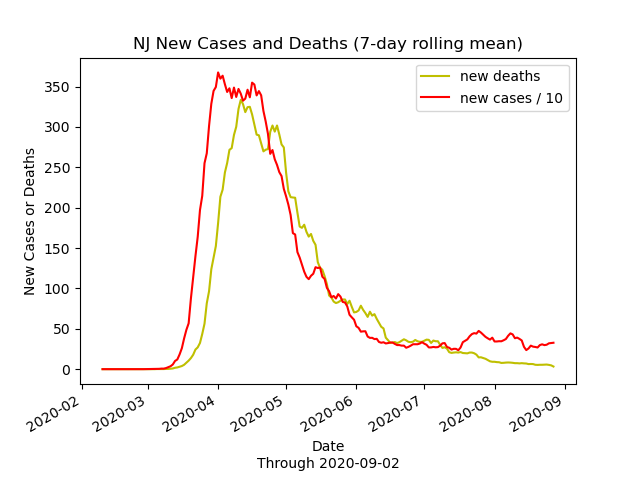 NJ New Cases and Deaths (7-day rolling mean)
new deaths
new cases / 10
New Cases or Deaths
350
300
250
200
150
100
50
0
2020-02
2020-03
2020-04
2020-05
2020-06
2020-07
2020-08
2020-09
Date
Through 2020-09-02